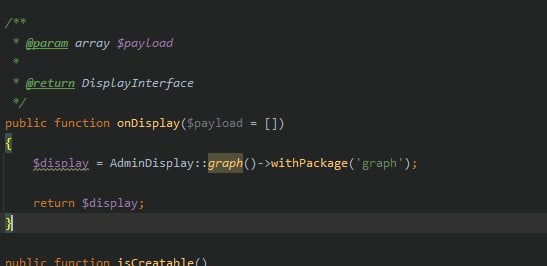 /**
 * @param array $payload
 *
 * @return DisplayInterface
 */
public function onDisplay($payload = [])
{
    $display = AdminDisplay::graph()->withPackage('graph');
    return $display;
}
public function isCreatable()